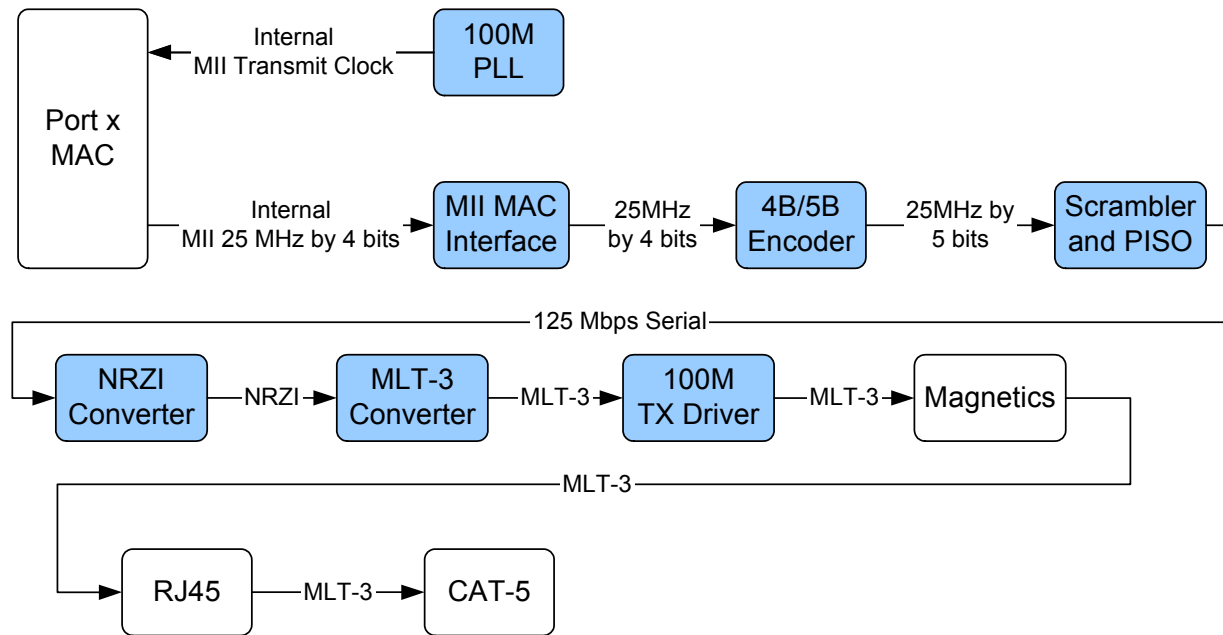 Internal
MII Transmit Clock
100M
PLL
Port x
MAC
Internal
MII 25 MHz by 4 bits
MII MAC
Interface
25MHz
by 4 bits
4B/5B
Encoder
25MHz by
5 bits
Scrambler
and PISO
125 Mbps Serial
NRZI
Converter
NRZI
MLT-3
Converter
MLT-3
100M
TX Driver
MLT-3
Magnetics
MLT-3
RJ45
MLT-3
CAT-5